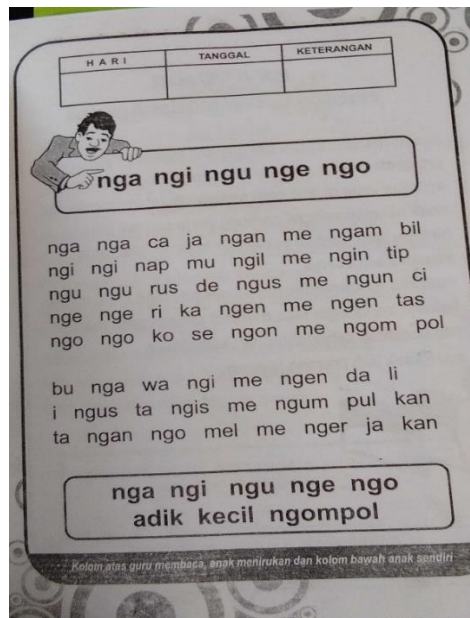 HARI TANGGAL KETERANGAN
nga ngi ngu nge ngo
nga nga ca ja ngan me ngam bil
ngi ngi nap mu ngil me ngin tip
ngu ngu rus de ngus me ngun ci
nge nge ri ka ngen me ngen tas
ngo ngo ko se ngon me ngom pol
bu nga wa ngi me ngen da li
i ngus ta ngis me ngum pul kan
ta ngan ngo mel me nger ja kan
nga ngi ngu nge ngo
adik kecil ngompol
Kolom atas guru membaca, anak menirukan dan kolom bawah anak sendiri